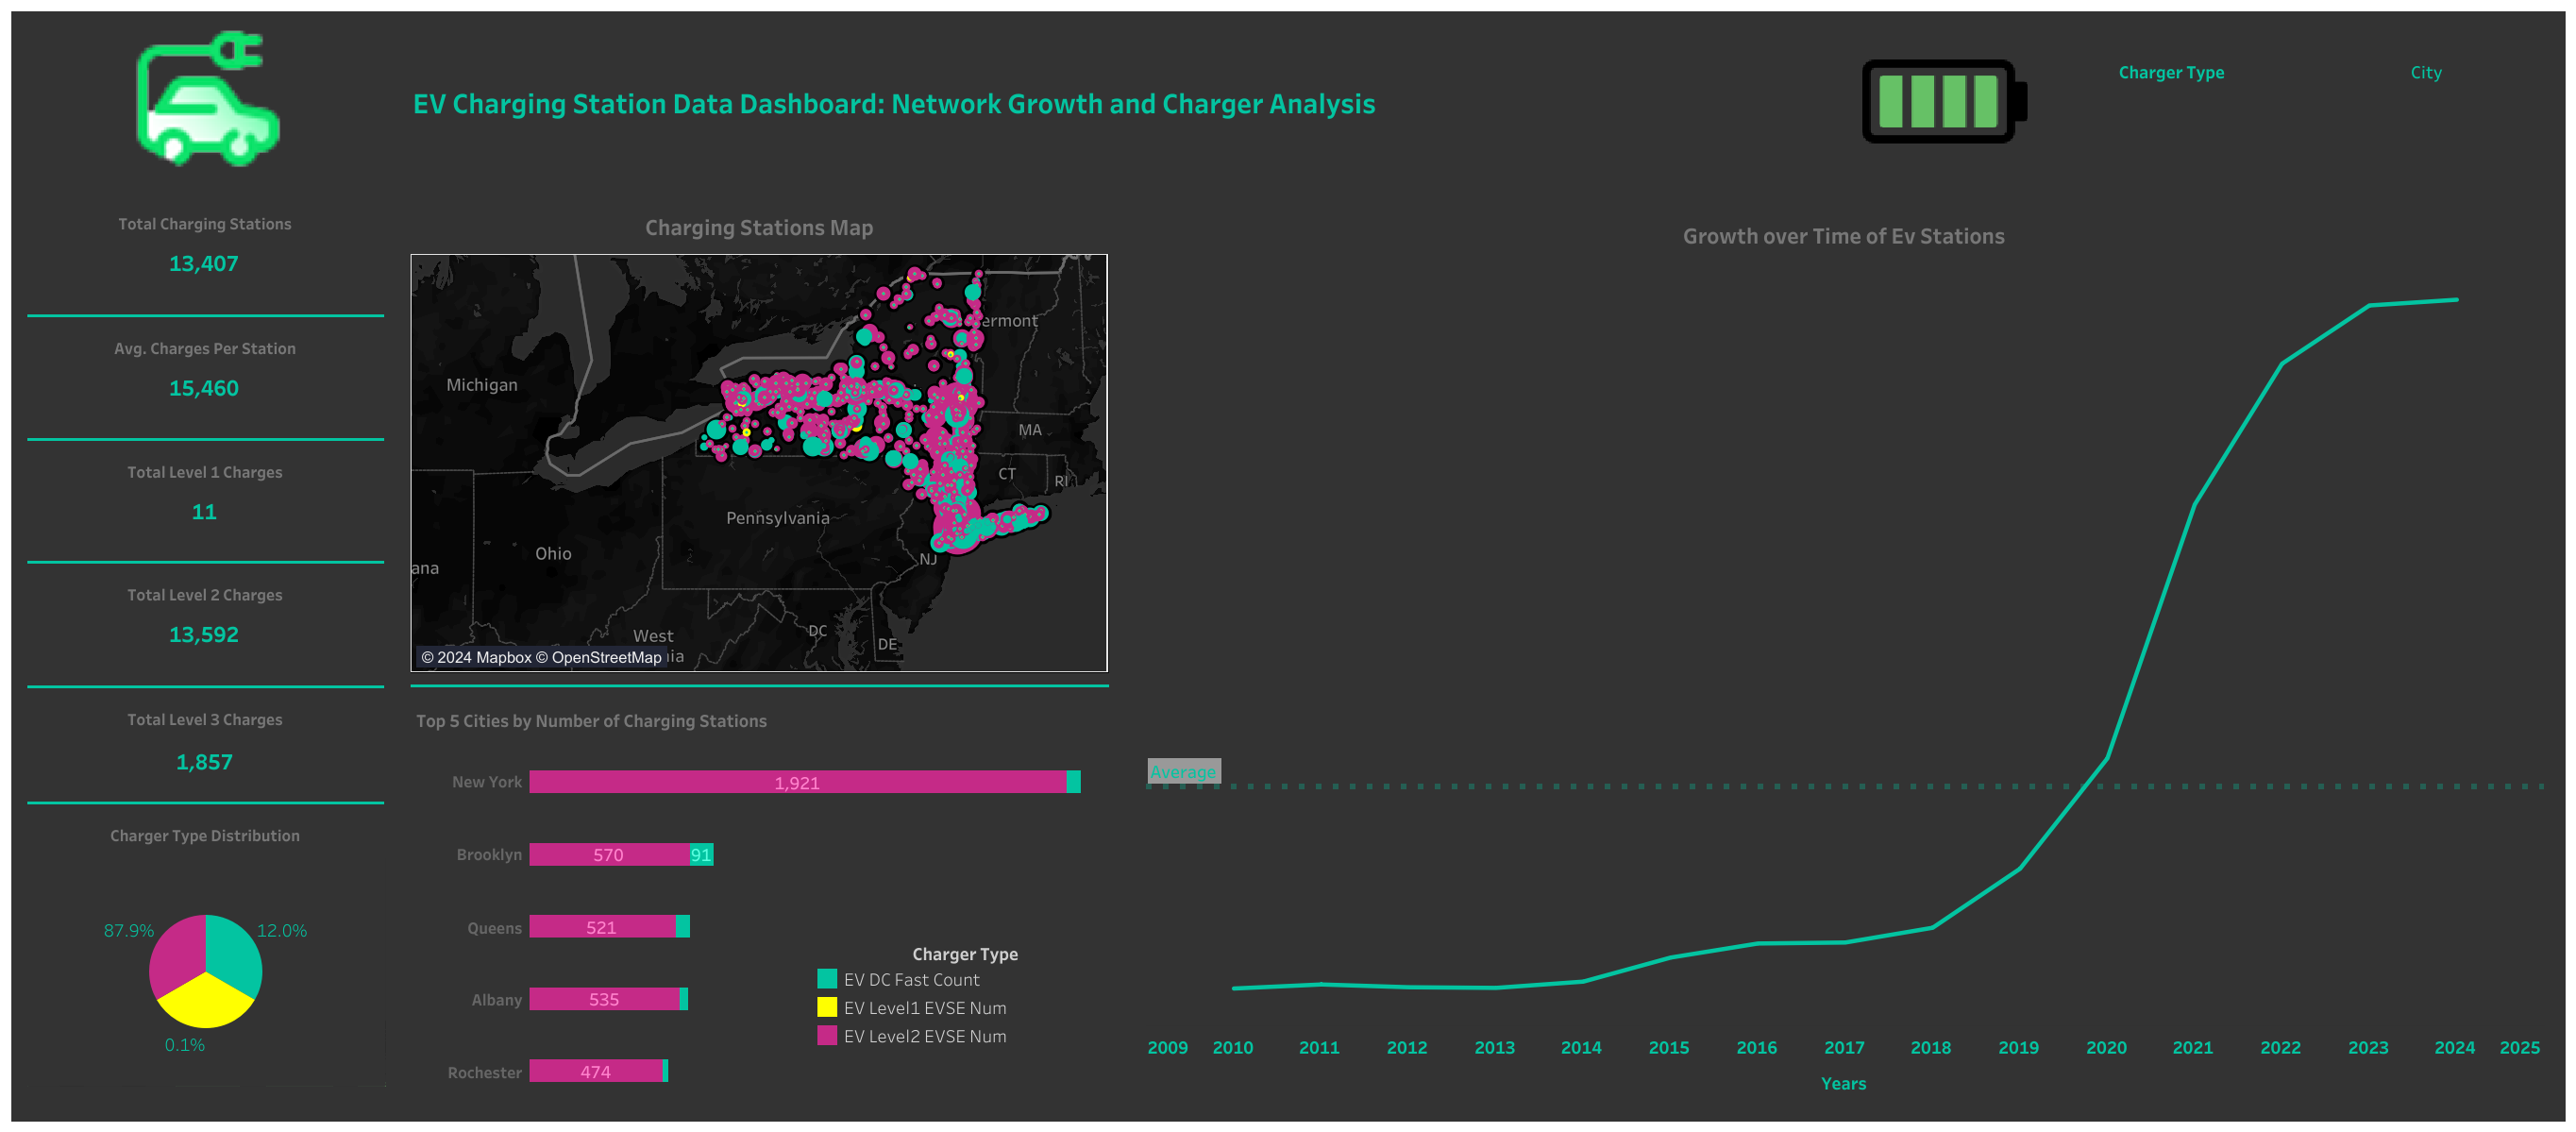 EV Charging Station Data Dashboard: Network Growth and Charger Analysis
Charger Type
City
Total Charging Stations
13,407
Avg. Charges Per Station
15,460
Total Level 1 Charges
11
Total Level 2 Charges
13,592
Total Level 3 Charges
1,857
Charger Type Distribution
87.9%
12.0%
0.1%
Charging Stations Map
ermont
Michigan
MA
CT
RI
Pennsylvania
Ohio
NJ
ana
West
DC
DE
ia
© 2024 Mapbox © OpenStreetMap
Top 5 Cities by Number of Charging Stations
New York
1,921
Brooklyn
570
91
Queens
521
Albany
535
Rochester
474
Charger Type
EV DC Fast Count
EV Level1 EVSE Num
EV Level2 EVSE Num
Growth over Time of Ev Stations
Average
2009 2010 2011 2012 2013 2014 2015 2016 2017 2018 2019 2020 2021 2022 2023 2024 2025
Years